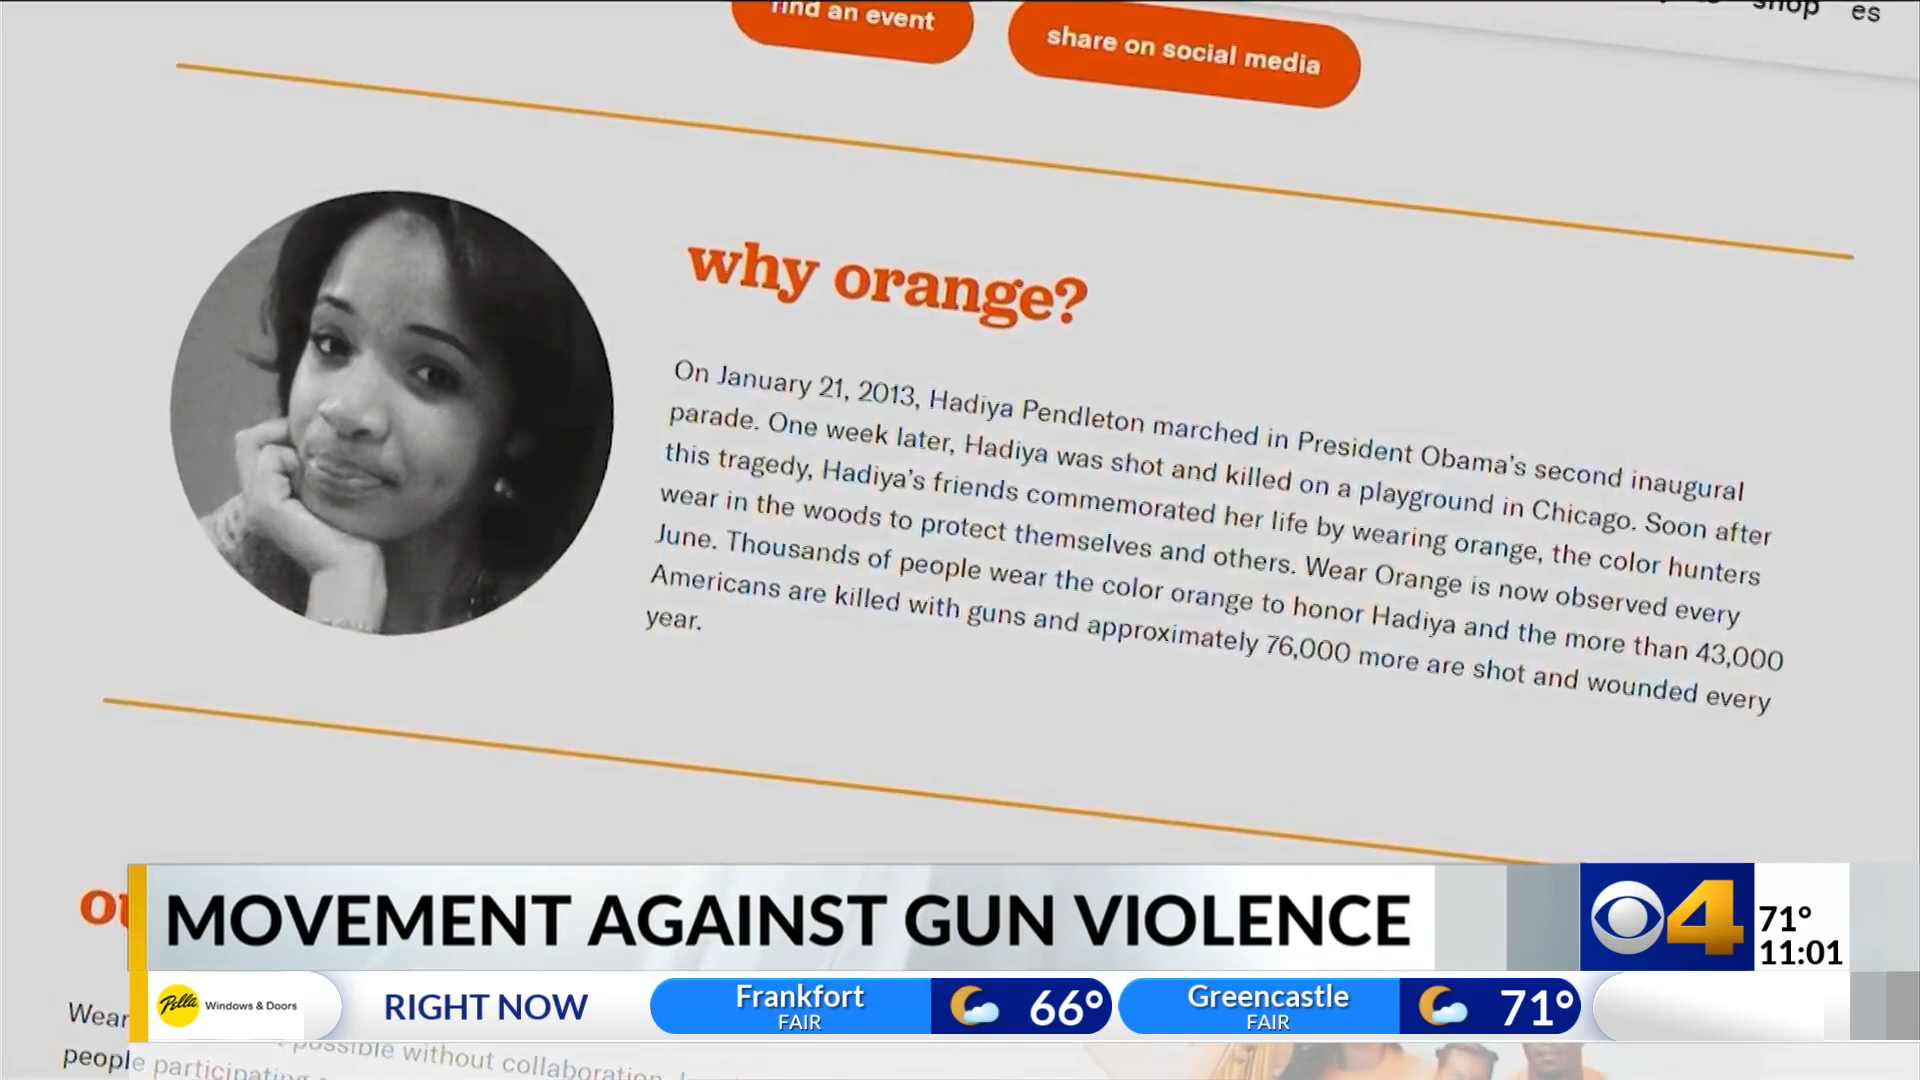 find an event
share on social media
shop
es
why orange?
On January 21, 2013, Hadiya Pendleton marched in President Obama's second inaugural
parade. One week later, Hadiya was shot and killed on a playground in Chicago. Soon after
this tragedy, Hadiya's friends commemorated her life by wearing orange, the color hunters
wear in the woods to protect themselves and others. Wear Orange is now observed every
June. Thousands of people wear the color orange to honor Hadiya and the more than 43,000
Americans are killed with guns and approximately 76,000 more are shot and wounded every
year.
MOVEMENT AGAINST GUN VIOLENCE
4
71°
11:01
Pella
Windows & Doors
RIGHT NOW
Frankfort
FAIR
66°
Greencastle
FAIR
71°
Wear
possible without collaboration
people participating